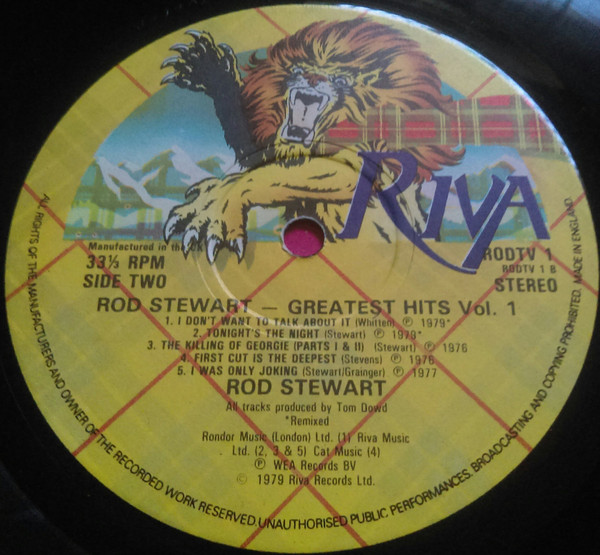 RIVA
Manufactured in the UK
33⅓ RPM
SIDE TWO
RODTV 1
RODTV 1 B
STEREO
ROD STEWART — GREATEST HITS Vol. 1
1. I DON'T WANT TO TALK ABOUT IT (Whitten) Ⓟ 1979*
2. TONIGHT'S THE NIGHT (Stewart) Ⓟ 1979*
3. THE KILLING OF GEORGIE (PARTS I & II) (Stewart) Ⓟ 1976
4. FIRST CUT IS THE DEEPEST (Stevens) Ⓟ 1976
5. I WAS ONLY JOKING (Stewart/Grainger) Ⓟ 1977
ROD STEWART
All tracks produced by Tom Dowd
*Remixed
Rondor Music (London) Ltd. (1) Riva Music
Ltd. (2, 3 & 5) Cat Music (4)
Ⓟ WEA Records BV
© 1979 Riva Records Ltd.
ALL RIGHTS OF THE MANUFACTURERS AND OWNER OF THE RECORDED WORK RESERVED. UNAUTHORISED PUBLIC PERFORMANCES, BROADCASTING AND COPYING PROHIBITED. MADE IN ENGLAND